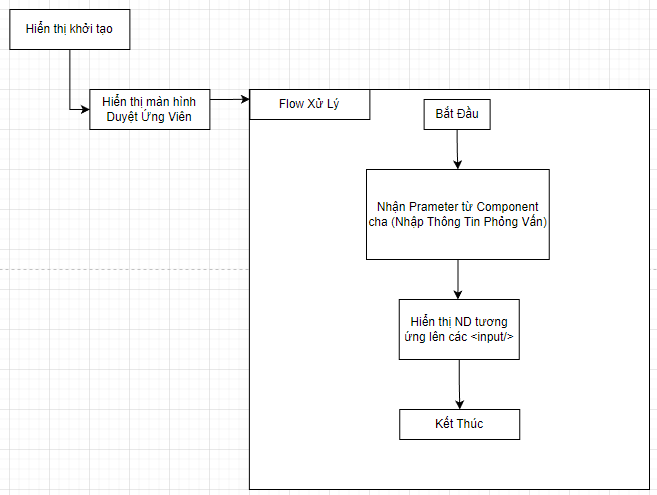 Hiển thị khởi tạo
Hiển thị màn hình
Duyệt Ứng Viên
Flow Xử Lý
Bắt Đầu
Nhận Prameter từ Component
cha (Nhập Thông Tin Phỏng Vấn)
Hiển thị ND tương
ứng lên các <input/>
Kết Thúc